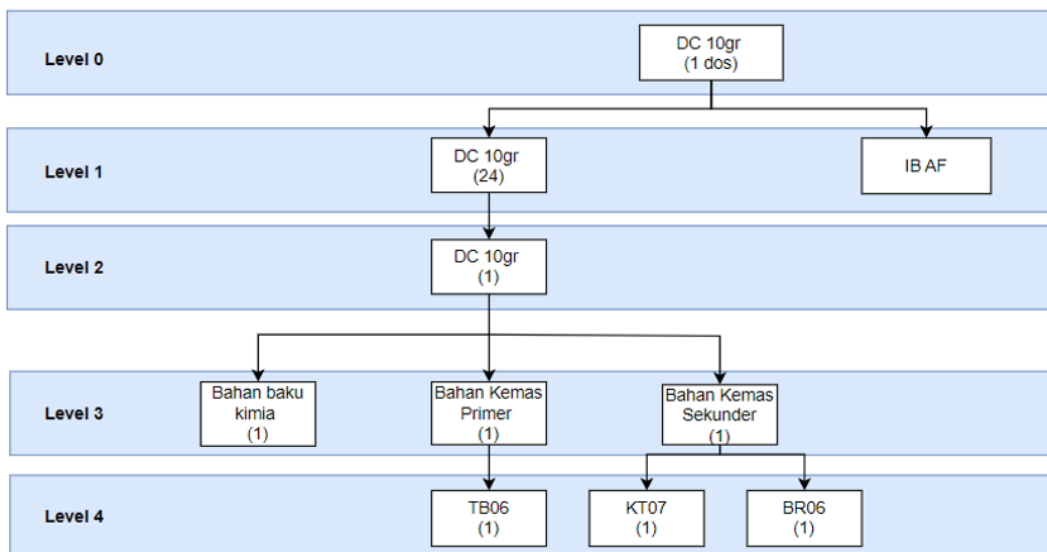 Level 0
DC 10gr
(1 dos)
Level 1
DC 10gr
(24)
IB AF
Level 2
DC 10gr
(1)
Level 3
Bahan baku
kimia
(1)
Bahan Kemas
Primer
(1)
Bahan Kemas
Sekunder
(1)
Level 4
TB06
(1)
KT07
(1)
BR06
(1)